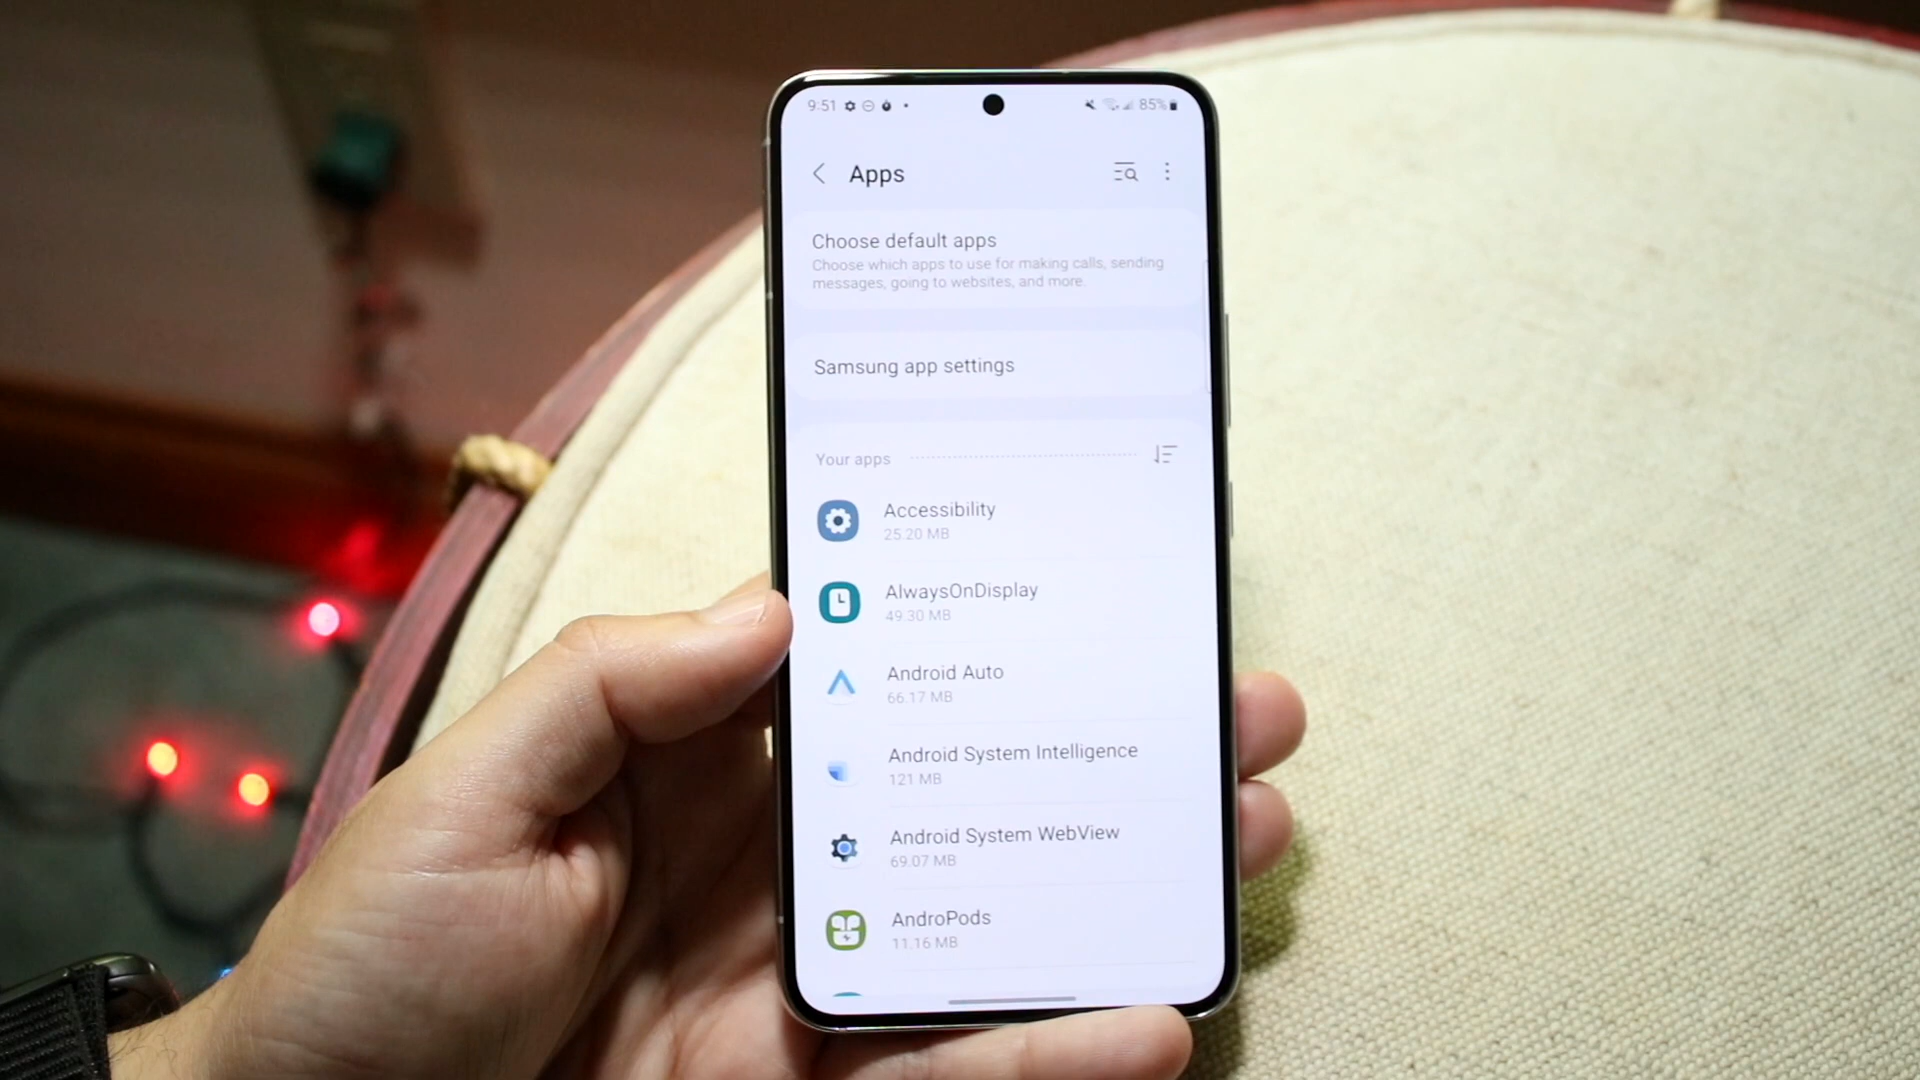 9:51 85%
Apps
Choose default apps
Choose which apps to use for making calls, sending
messages, going to websites, and more.
Samsung app settings
Your apps
Accessibility
25.20 MB
AlwaysOnDisplay
49.30 MB
Android Auto
66.17 MB
Android System Intelligence
121 MB
Android System WebView
69.07 MB
AndroPods
11.16 MB